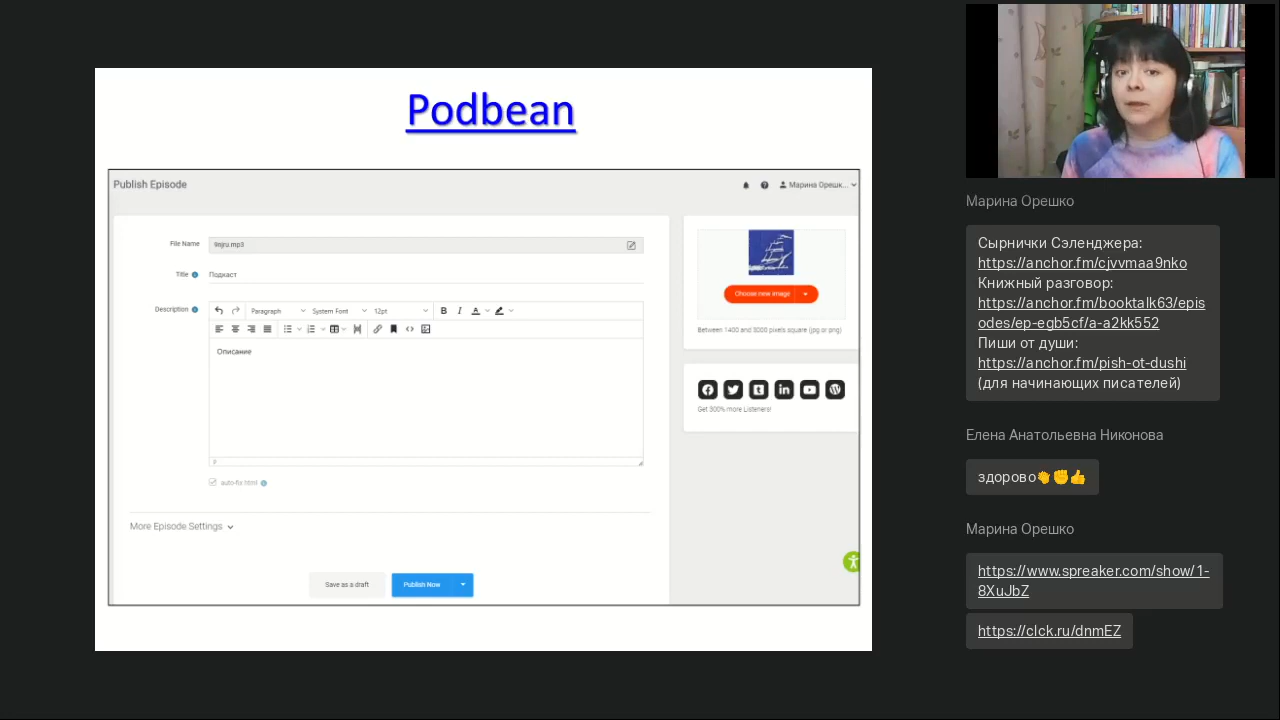 Podbean
Publish Episode
Марина Орешк...
File Name
9njru.mp3
Title
Подкаст
Description
Paragraph
System Font
12pt
B
I
A
Описание
P
auto-fix html
More Episode Settings
Save as a draft
Publish Now
Choose new image
Between 1400 and 3000 pixels square (jpg or png)
Get 300% more Listeners!
Марина Орешко
Сырнички Сэленджера:
https://anchor.fm/cjvvmaa9nko
Книжный разговор:
https://anchor.fm/booktalk63/epis
odes/ep-egb5cf/a-a2kk552
Пиши от души:
https://anchor.fm/pish-ot-dushi
(для начинающих писателей)
Елена Анатольевна Никонова
здорово👏✊👍
Марина Орешко
https://www.spreaker.com/show/1-
8XuJbZ
https://clck.ru/dnmEZ